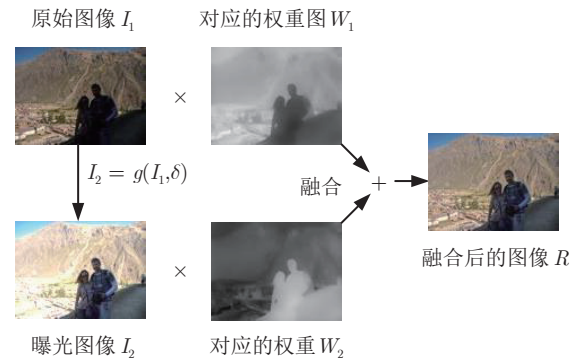 原始图像 I₁
对应的权重图 W₁
×
I₂ = g(I₁,δ)
融合
+
×
融合后的图像 R
曝光图像 I₂
对应的权重 W₂